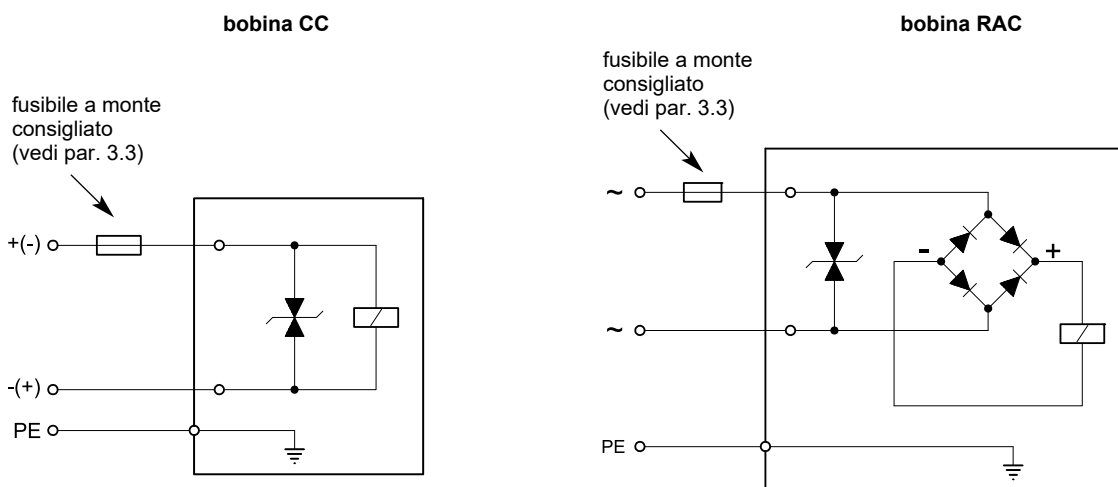 bobina CC
fusibile a monte
consigliato
(vedi par. 3.3)
+(-)
-(+)
PE
bobina RAC
fusibile a monte
consigliato
(vedi par. 3.3)
~
- +
~
PE